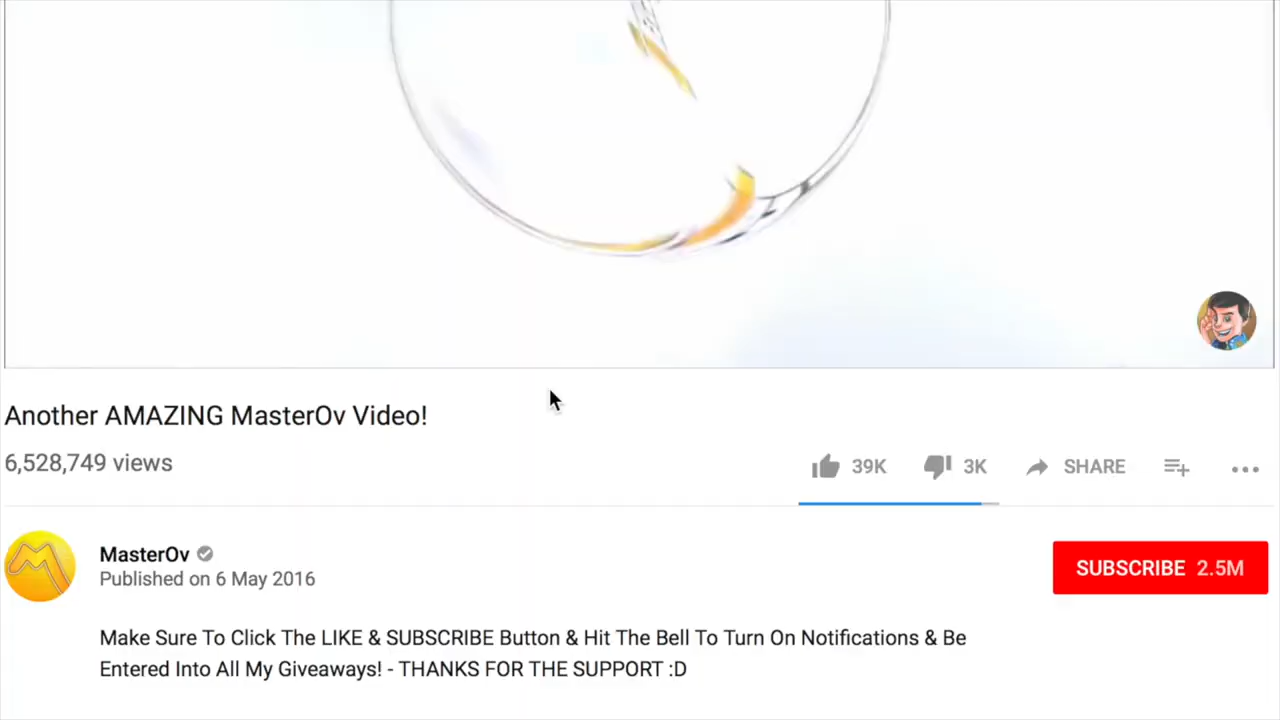 Another AMAZING MasterOv Video!
6,528,749 views
39K 3K SHARE
MasterOv
Published on 6 May 2016
SUBSCRIBE 2.5M
Make Sure To Click The LIKE & SUBSCRIBE Button & Hit The Bell To Turn On Notifications & Be
Entered Into All My Giveaways! - THANKS FOR THE SUPPORT :D